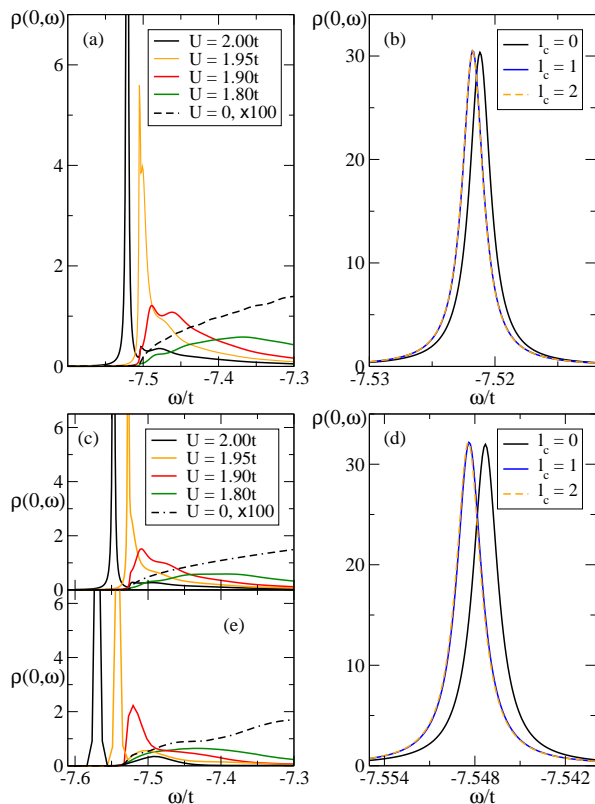 ρ(0,ω)
(a)
U = 2.00t
U = 1.95t
U = 1.90t
U = 1.80t
U = 0, x100
6
4
2
0
-7.5
-7.4
-7.3
ω/t
ρ(0,ω)
(b)
l_c = 0
l_c = 1
l_c = 2
30
20
10
0
-7.53
-7.52
ω/t
(c)
U = 2.00t
U = 1.95t
U = 1.90t
U = 1.80t
U = 0, x100
ρ(0,ω)
6
4
2
0
(e)
ρ(0,ω)
6
4
2
0
-7.6
-7.5
-7.4
-7.3
ω/t
ρ(0,ω)
(d)
l_c = 0
l_c = 1
l_c = 2
30
20
10
0
-7.554
-7.548
-7.542
ω/t